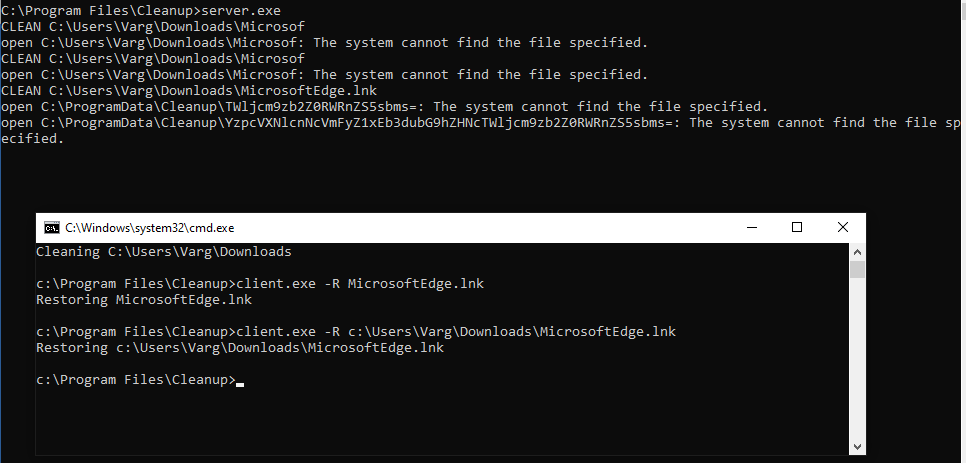 C:\Program Files\Cleanup>server.exe
CLEAN C:\Users\Varg\Downloads\Microsof
open C:\Users\Varg\Downloads\Microsof: The system cannot find the file specified.
CLEAN C:\Users\Varg\Downloads\Microsof
open C:\Users\Varg\Downloads\Microsof: The system cannot find the file specified.
CLEAN C:\Users\Varg\Downloads\MicrosoftEdge.lnk
open C:\ProgramData\Cleanup\TWljcm9zb2Z0RWRnZS5sbms=: The system cannot find the file specified.
open C:\ProgramData\Cleanup\YzpcVXNlcnNcVmFyZ1xEb3dubG9hZHNcTWljcm9zb2Z0RWRnZS5sbms=: The system cannot find the file sp
ecified.
C:\Windows\system32\cmd.exe
Cleaning C:\Users\Varg\Downloads
c:\Program Files\Cleanup>client.exe -R MicrosoftEdge.lnk
Restoring MicrosoftEdge.lnk
c:\Program Files\Cleanup>client.exe -R c:\Users\Varg\Downloads\MicrosoftEdge.lnk
Restoring c:\Users\Varg\Downloads\MicrosoftEdge.lnk
c:\Program Files\Cleanup>